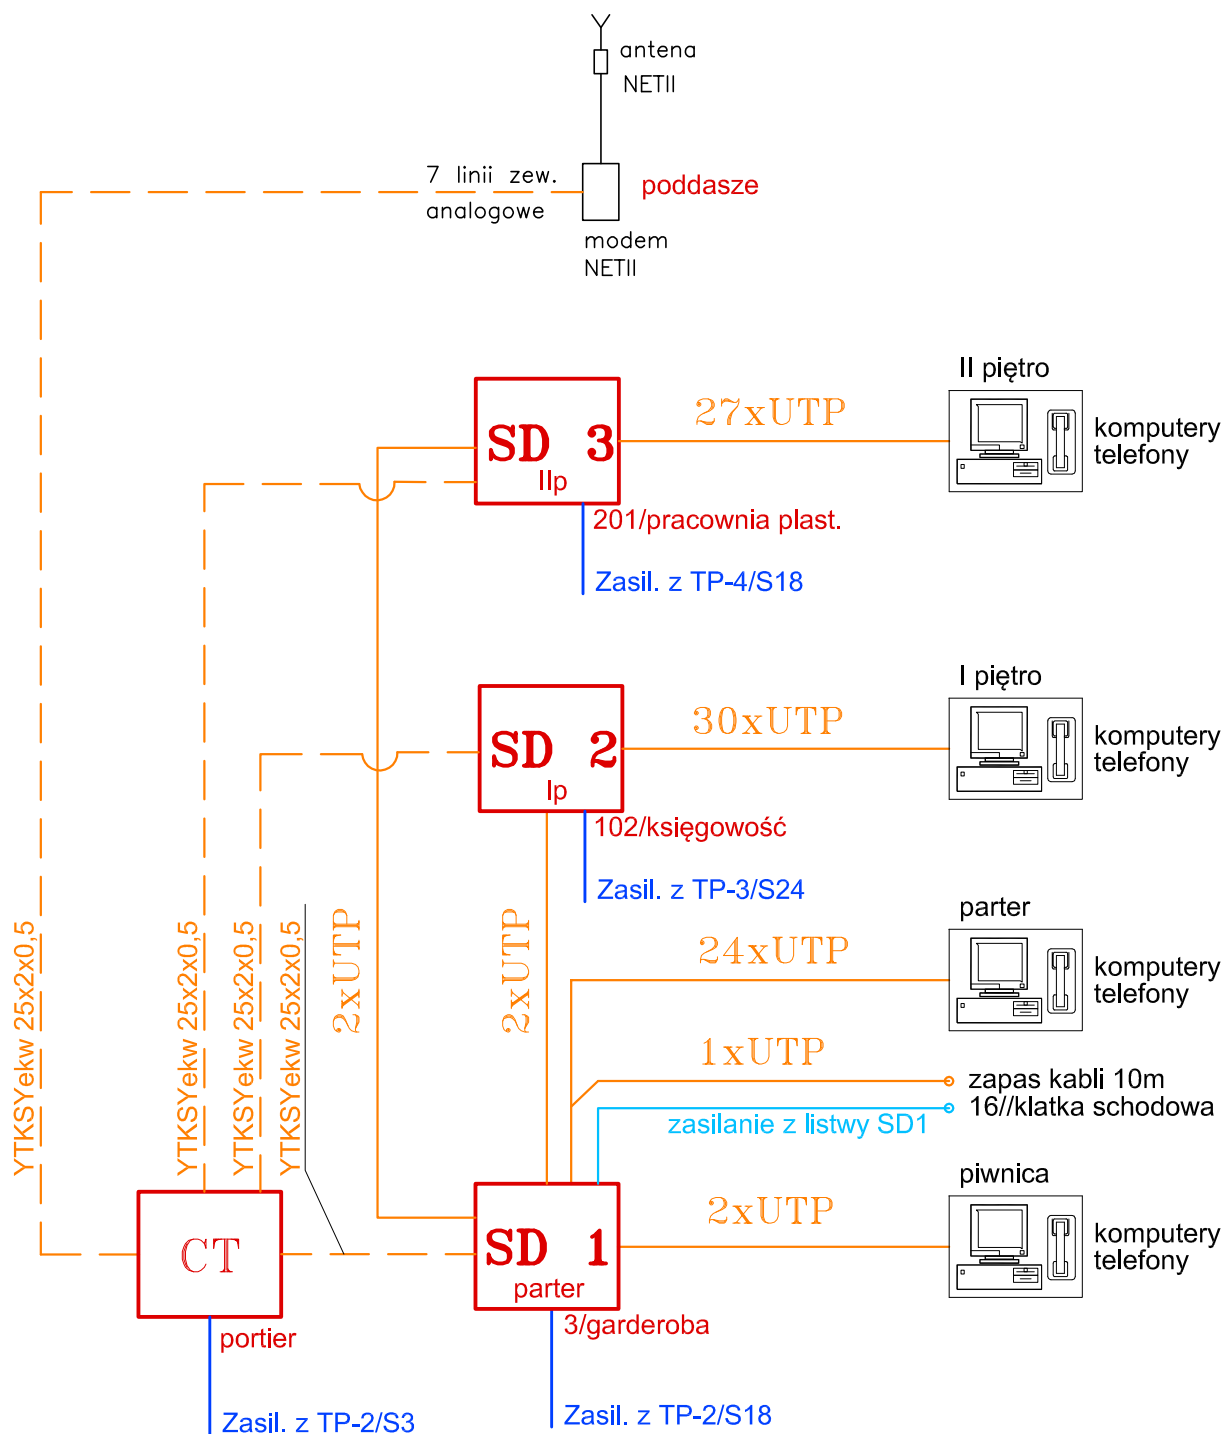 antena
NETII
7 linii zew.
analogowe
poddasze
modem
NETII
II piętro
27xUTP
komputery
telefony
SD 3
IIp
201/pracownia plast.
Zasil. z TP-4/S18
I piętro
30xUTP
komputery
telefony
SD 2
Ip
102/księgowość
Zasil. z TP-3/S24
YTKSYekw 25x2x0,5
YTKSYekw 25x2x0,5
YTKSYekw 25x2x0,5
YTKSYekw 25x2x0,5
2xUTP
2xUTP
parter
24xUTP
komputery
telefony
1xUTP
zapas kabli 10m
16//klatka schodowa
zasilanie z listwy SD1
piwnica
2xUTP
komputery
telefony
CT
portier
Zasil. z TP-2/S3
SD 1
parter
3/garderoba
Zasil. z TP-2/S18